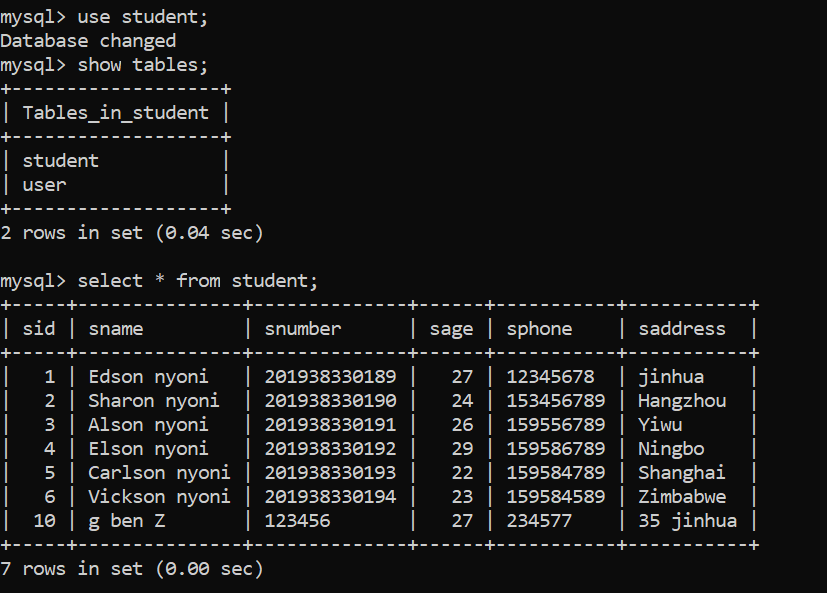 mysql> use student;
Database changed
mysql> show tables;
+-------------------+
| Tables_in_student |
+-------------------+
| student           |
| user              |
+-------------------+
2 rows in set (0.04 sec)

mysql> select * from student;
+-----+---------------+--------------+------+-----------+-----------+
| sid | sname         | snumber      | sage | sphone    | saddress  |
+-----+---------------+--------------+------+-----------+-----------+
|   1 | Edson nyoni   | 201938330189 |   27 | 12345678  | jinhua    |
|   2 | Sharon nyoni  | 201938330190 |   24 | 153456789 | Hangzhou  |
|   3 | Alson nyoni   | 201938330191 |   26 | 159556789 | Yiwu      |
|   4 | Elson nyoni   | 201938330192 |   29 | 159586789 | Ningbo    |
|   5 | Carlson nyoni | 201938330193 |   22 | 159584789 | Shanghai  |
|   6 | Vickson nyoni | 201938330194 |   23 | 159584589 | Zimbabwe  |
|  10 | g ben Z       | 123456       |   27 | 234577    | 35 jinhua |
+-----+---------------+--------------+------+-----------+-----------+
7 rows in set (0.00 sec)